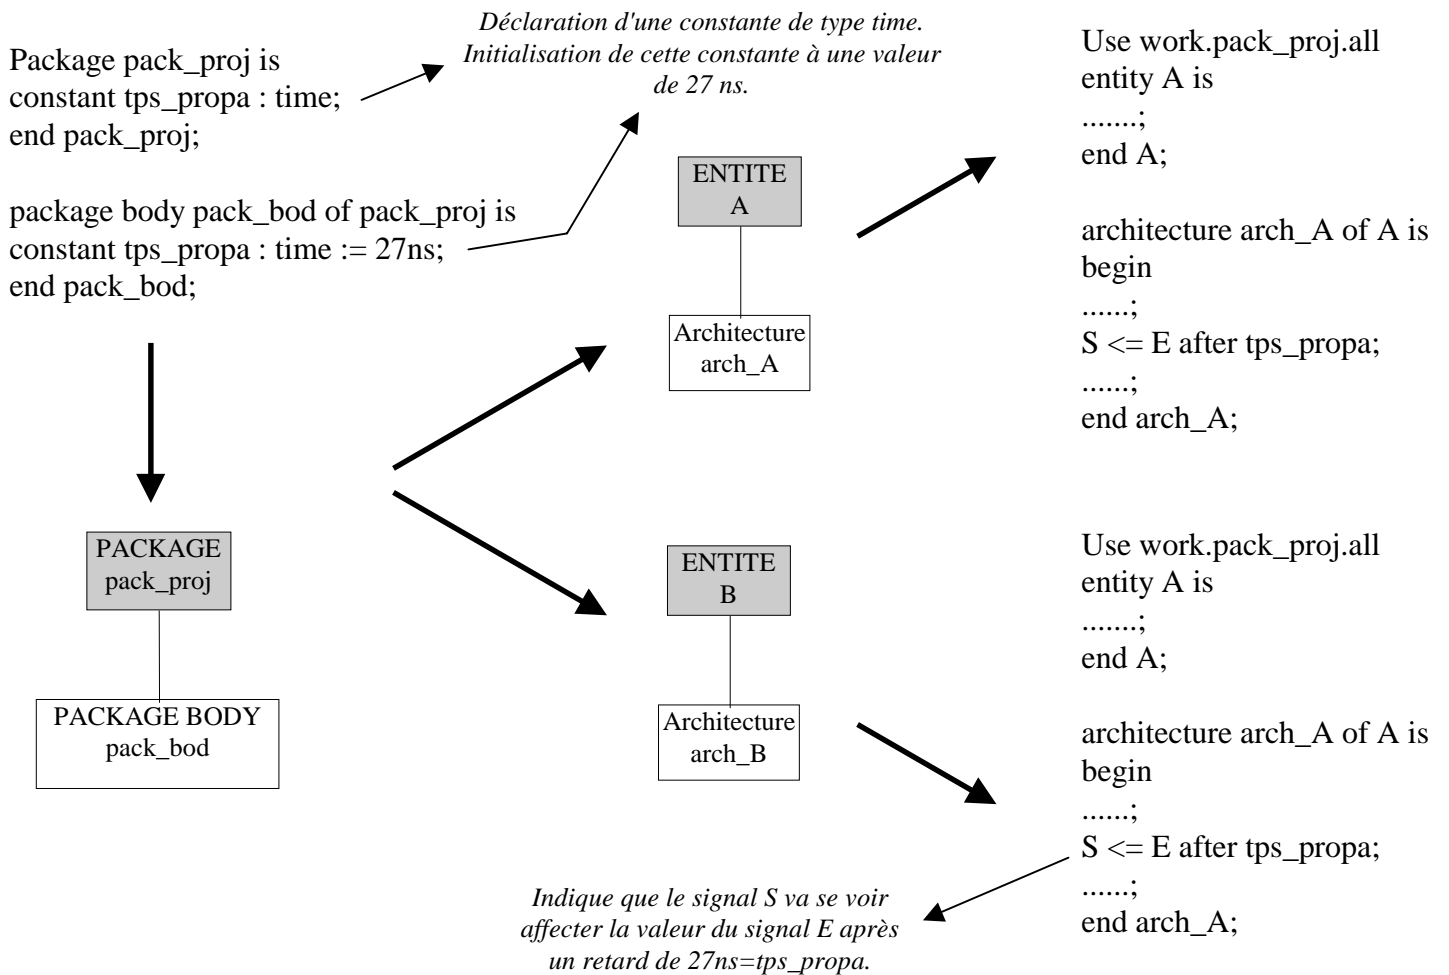 Package pack_proj is
constant tps_propa : time;
end pack_proj;
package body pack_bod of pack_proj is
constant tps_propa : time := 27ns;
end pack_bod;
Déclaration d'une constante de type time.
Initialisation de cette constante à une valeur
de 27 ns.
PACKAGE
pack_proj
PACKAGE BODY
pack_bod
ENTITE
A
Architecture
arch_A
ENTITE
B
Architecture
arch_B
Use work.pack_proj.all
entity A is
.......;
end A;
architecture arch_A of A is
begin
......;
S <= E after tps_propa;
......;
end arch_A;
Use work.pack_proj.all
entity A is
.......;
end A;
architecture arch_A of A is
begin
......;
S <= E after tps_propa;
......;
end arch_A;
Indique que le signal S va se voir
affecter la valeur du signal E après
un retard de 27ns=tps_propa.